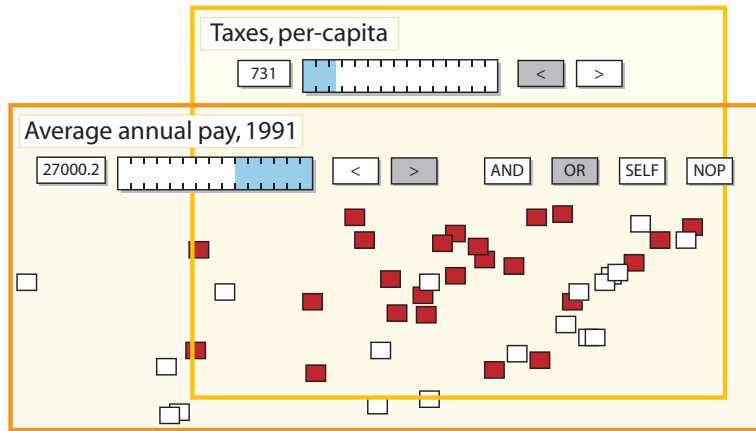 Taxes, per-capita
731 < >
Average annual pay, 1991
27000.2 < > AND OR SELF NOP